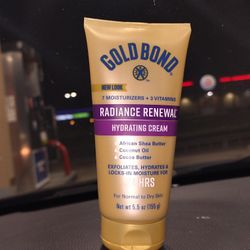 GOLD BOND
NEW LOOK
7 MOISTURIZERS + 3 VITAMINS
RADIANCE RENEWAL
HYDRATING CREAM
African Shea Butter
Coconut Oil
Cocoa Butter
EXFOLIATES, HYDRATES &
LOCKS-IN MOISTURE FOR
HRS
For Normal to Dry Skin
Net wt 5.5 oz (155 g)